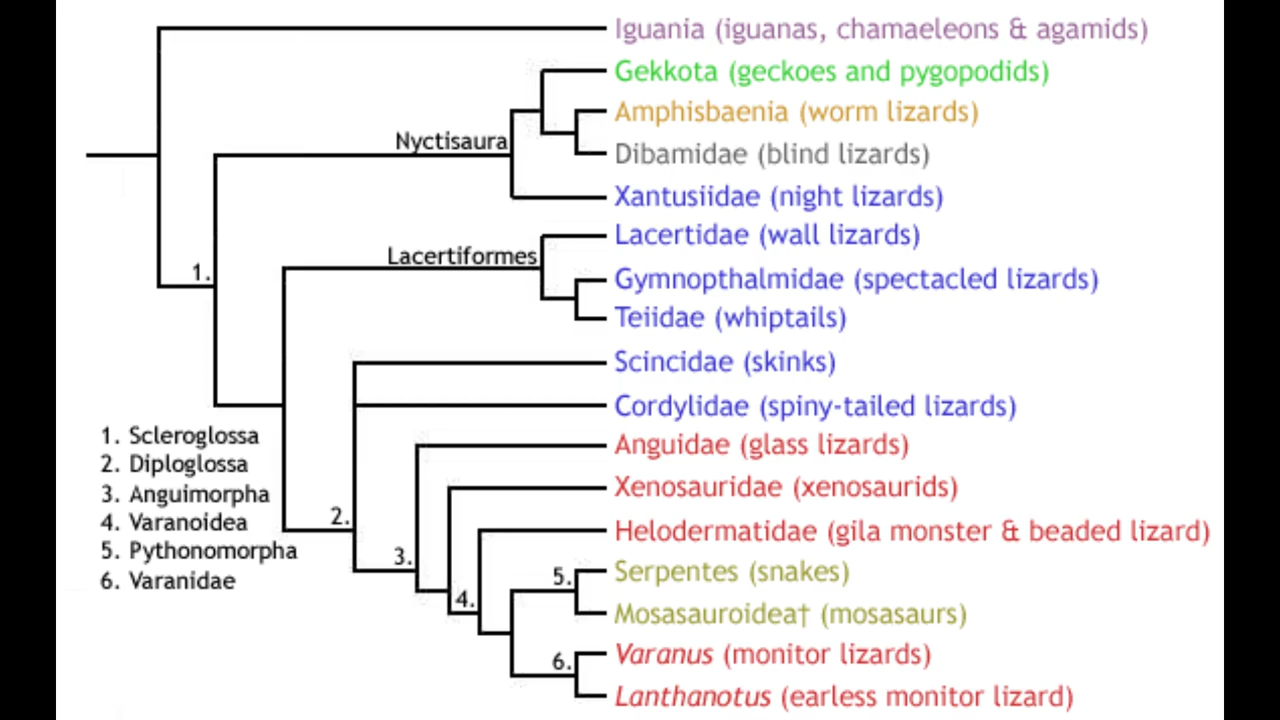 Iguania (iguanas, chamaeleons & agamids)
Gekkota (geckoes and pygopodids)
Amphisbaenia (worm lizards)
Nyctisaura
Dibamidae (blind lizards)
Xantusiidae (night lizards)
Lacertidae (wall lizards)
Lacertiformes
1.
Gymnopthalmidae (spectacled lizards)
Teiidae (whiptails)
Scincidae (skinks)
Cordylidae (spiny-tailed lizards)
1. Scleroglossa
2. Diploglossa
3. Anguimorpha
4. Varanoidea
5. Pythonomorpha
6. Varanidae
Anguidae (glass lizards)
Xenosauridae (xenosaurids)
2.
Helodermatidae (gila monster & beaded lizard)
3.
5.
Serpentes (snakes)
4.
Mosasauroidea† (mosasaurs)
Varanus (monitor lizards)
6.
Lanthanotus (earless monitor lizard)